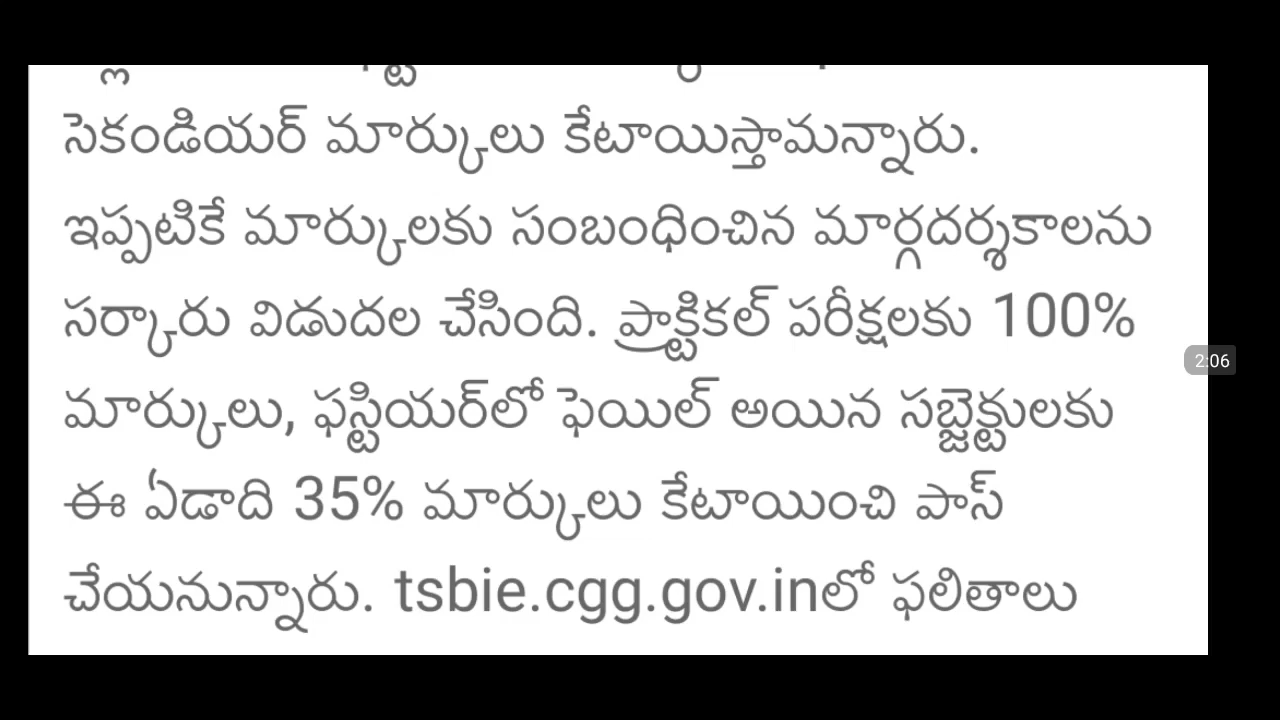 సెకండియర్ మార్కులు కేటాయిస్తామన్నారు.
ఇప్పటికే మార్కులకు సంబంధించిన మార్గదర్శకాలను
సర్కారు విడుదల చేసింది. ప్రాక్టికల్ పరీక్షలకు 100%
2:06
మార్కులు, ఫస్టియర్‌లో ఫెయిల్ అయిన సబ్జెక్టులకు
ఈ ఏడాది 35% మార్కులు కేటాయించి పాస్
చేయనున్నారు. tsbie.cgg.gov.inలో ఫలితాలు